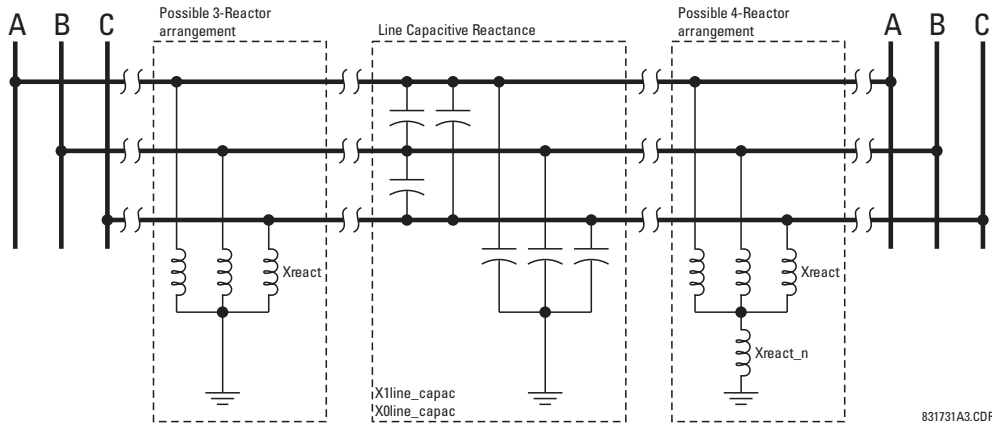 A B C
Possible 3-Reactor
arrangement
Line Capacitive Reactance
Possible 4-Reactor
arrangement
A B C
Xreact
Xreact
Xreact_n
X1line_capac
X0line_capac
831731A3.CDR